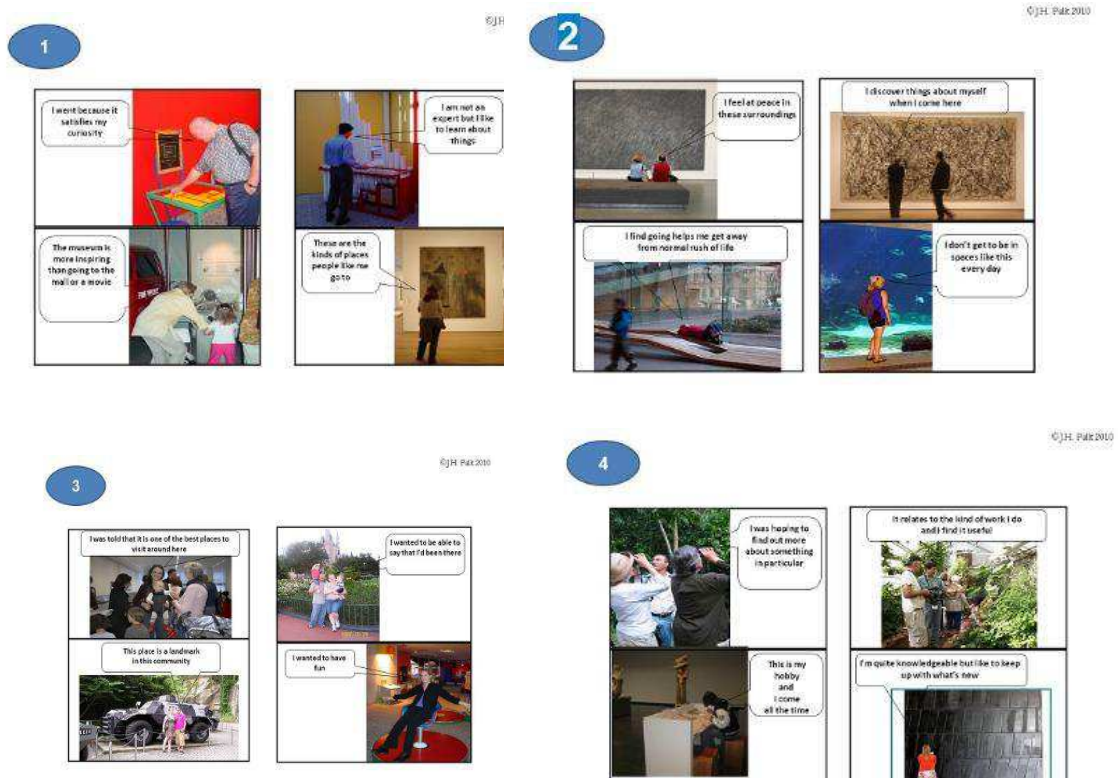 ©J.H
1
I went because it
satisfies my
curiosity
I am not an
expert but I like
to learn about
things
The museum is
more inspiring
than going to the
mall or a movie
These are the
kinds of places
people like me
go to
©J.H. Falk 2010
2
I feel at peace in
these surroundings
I discover things about myself
when I come here
I find going helps me get away
from normal rush of life
I don't get to be in
spaces like this
every day
©J.H. Falk 2010
3
I was told that it is one of the best places to
visit around here
I wanted to be able to
say that I'd been there
This place is a landmark
in this community
I wanted to have
fun
©J.H. Falk 2010
4
I was hoping to
find out more
about something
in particular
It relates to the kind of work I do
and I find it useful
This is my
hobby
and
I come
all the time
I'm quite knowledgeable but like to keep
up with what's new